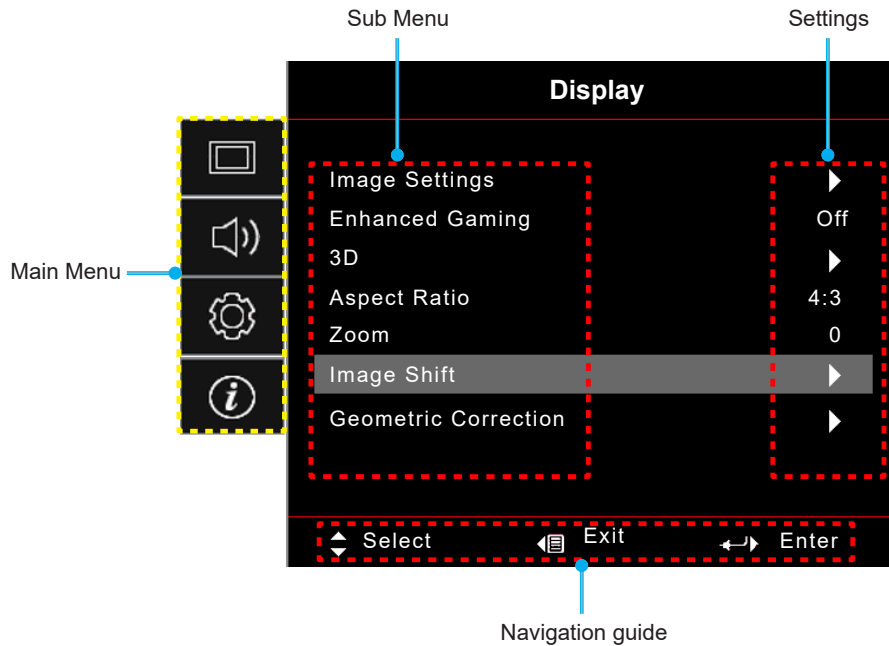 Sub Menu
Settings
Display
Image Settings
Enhanced Gaming Off
3D
Main Menu
Aspect Ratio 4:3
Zoom 0
Image Shift
i
Geometric Correction
Select Exit Enter
Navigation guide